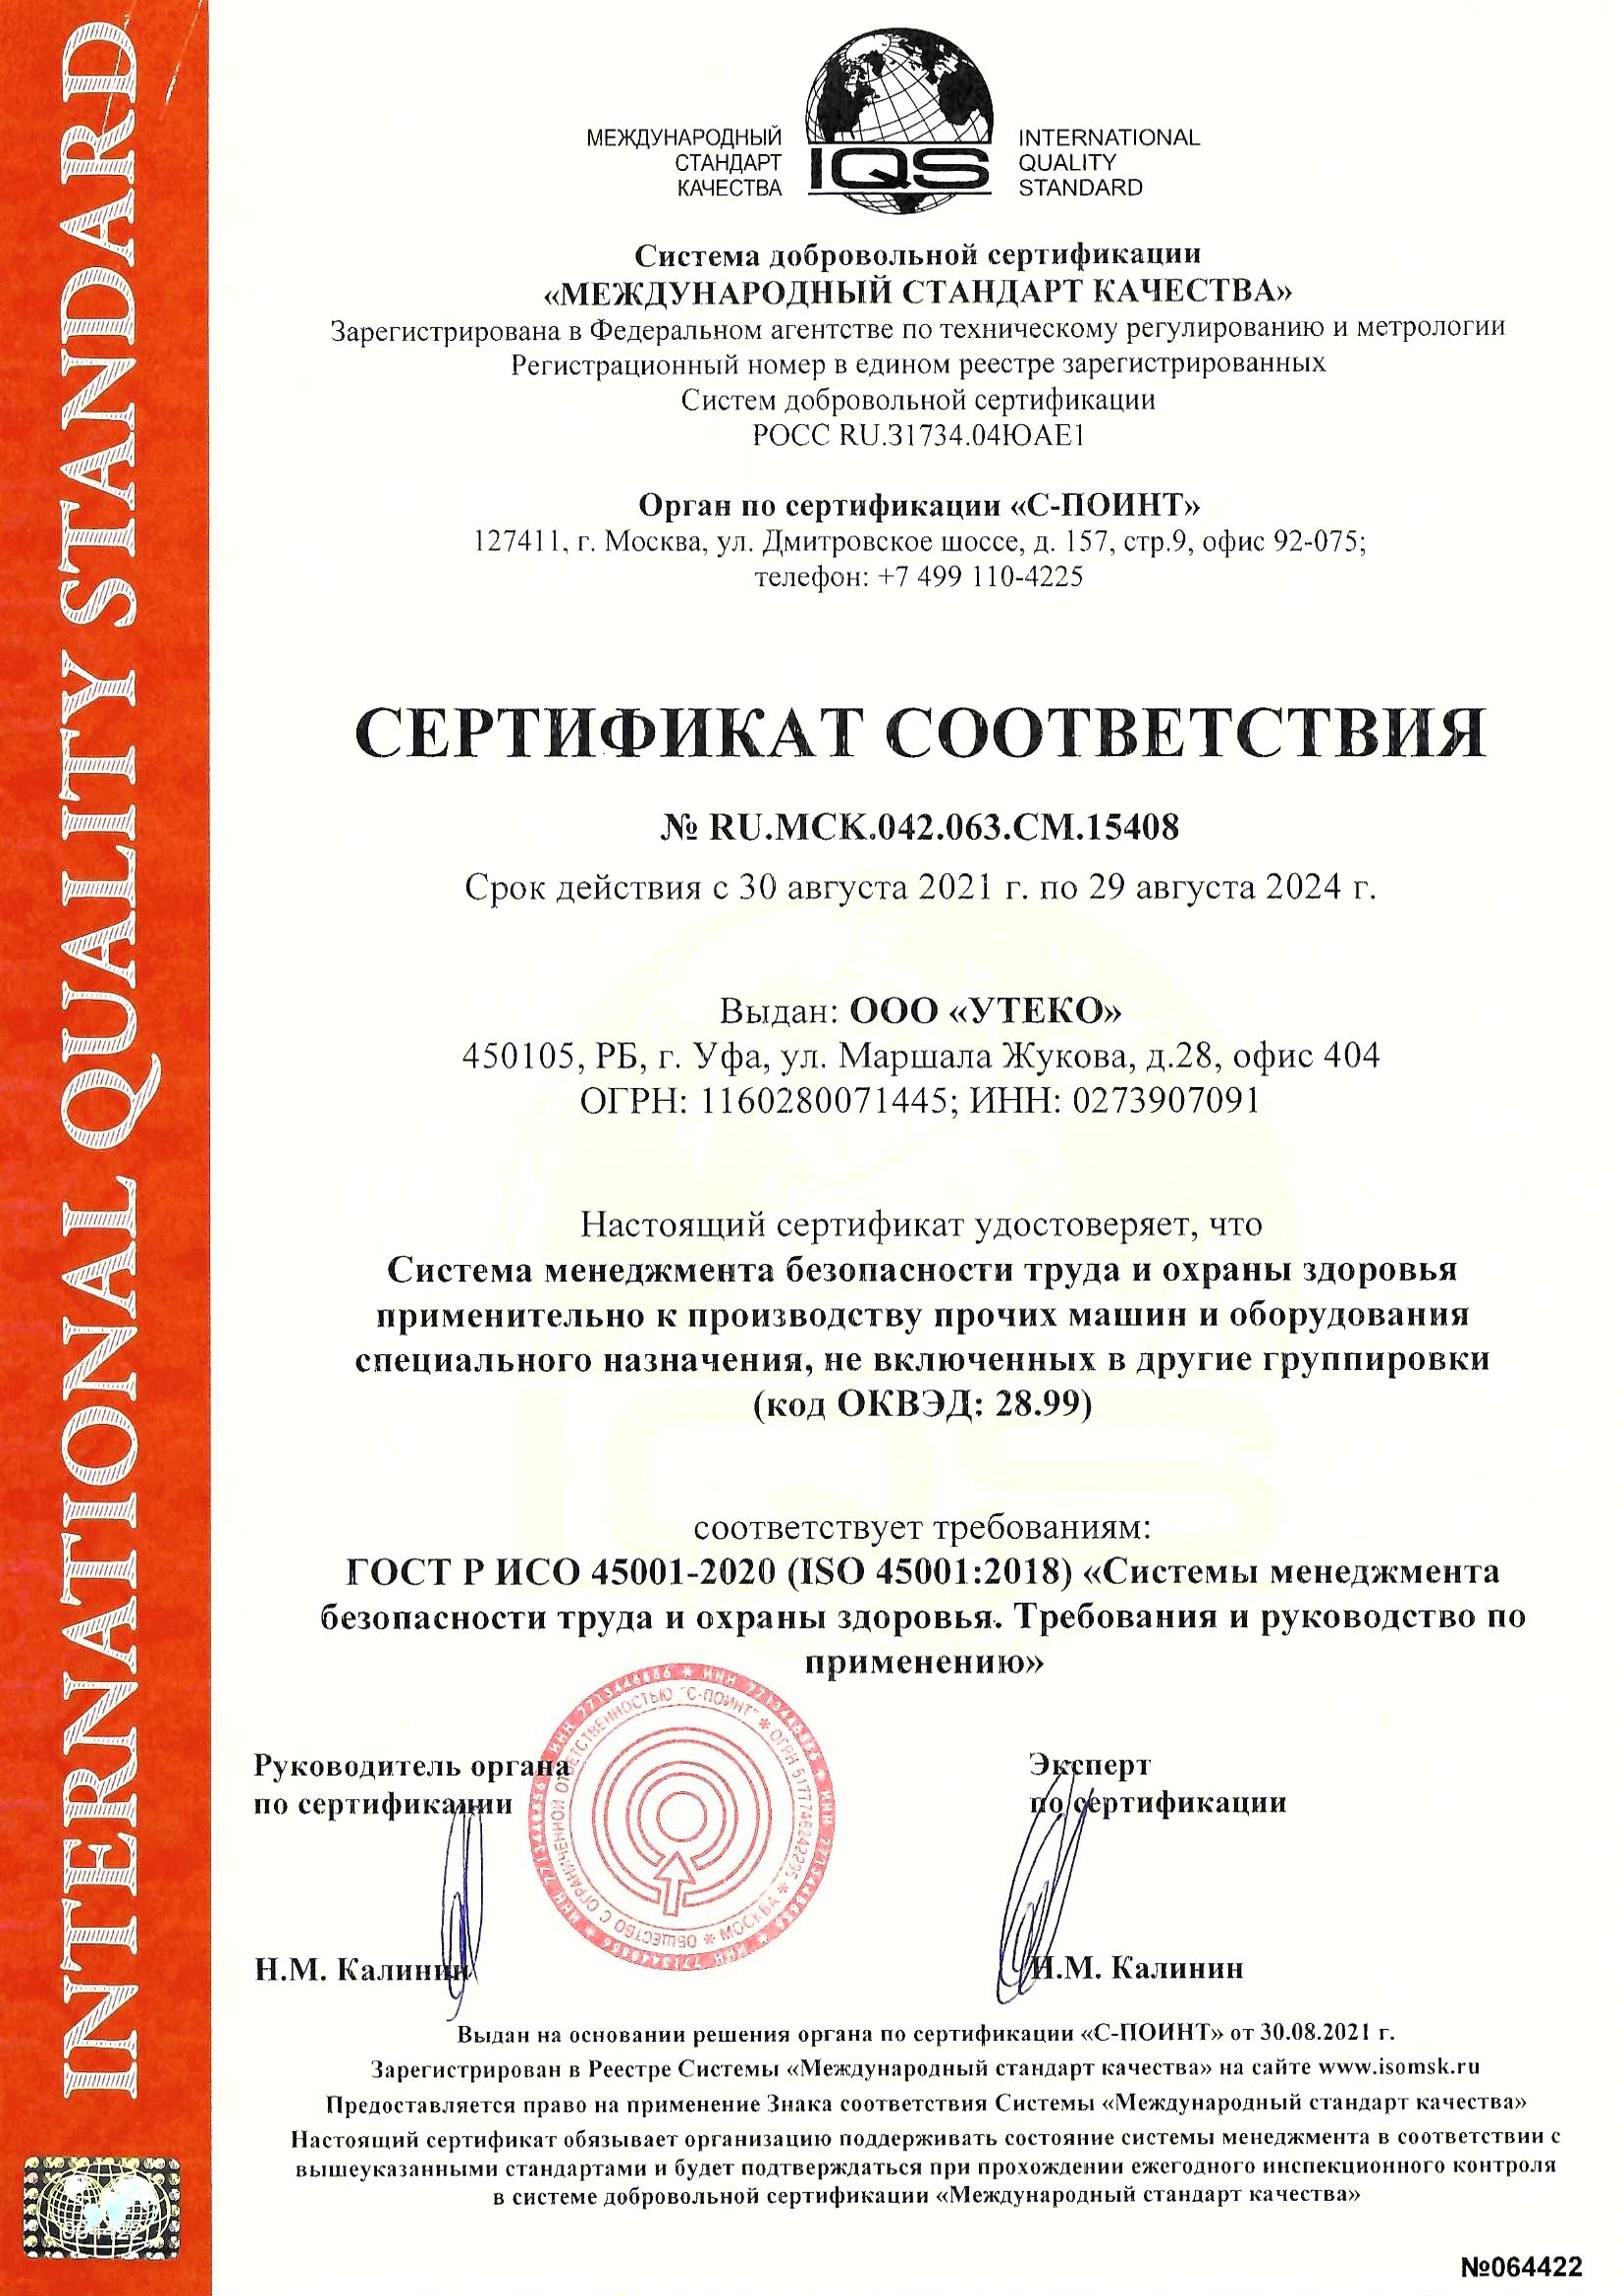 INTERNATIONAL QUALITY STANDARD
МЕЖДУНАРОДНЫЙ
СТАНДАРТ
КАЧЕСТВА
IQS
INTERNATIONAL
QUALITY
STANDARD
Система добровольной сертификации
«МЕЖДУНАРОДНЫЙ СТАНДАРТ КАЧЕСТВА»
Зарегистрирована в Федеральном агентстве по техническому регулированию и метрологии
Регистрационный номер в едином реестре зарегистрированных
Систем добровольной сертификации
РОСС RU.31734.04ЮАЕ1
Орган по сертификации «С-ПОИНТ»
127411, г. Москва, ул. Дмитровское шоссе, д. 157, стр.9, офис 92-075;
телефон: +7 499 110-4225
СЕРТИФИКАТ СООТВЕТСТВИЯ
№ RU.МСК.042.063.СМ.15408
Срок действия с 30 августа 2021 г. по 29 августа 2024 г.
Выдан: ООО «УТЕКО»
450105, РБ, г. Уфа, ул. Маршала Жукова, д.28, офис 404
ОГРН: 1160280071445; ИНН: 0273907091
Настоящий сертификат удостоверяет, что
Система менеджмента безопасности труда и охраны здоровья
применительно к производству прочих машин и оборудования
специального назначения, не включенных в другие группировки
(код ОКВЭД: 28.99)
соответствует требованиям:
ГОСТ Р ИСО 45001-2020 (ISO 45001:2018) «Системы менеджмента
безопасности труда и охраны здоровья. Требования и руководство по
применению»
Руководитель органа
по сертификации
Эксперт
по сертификации
ОБЩЕСТВО С ОГРАНИЧЕННОЙ ОТВЕТСТВЕННОСТЬЮ "С-ПОИНТ" * ОГРН 5177746242205 * МОСКВА *
Н.М. Калинин
Н.М. Калинин
Выдан на основании решения органа по сертификации «С-ПОИНТ» от 30.08.2021 г.
Зарегистрирован в Реестре Системы «Международный стандарт качества» на сайте www.isomsk.ru
Предоставляется право на применение Знака соответствия Системы «Международный стандарт качества»
Настоящий сертификат обязывает организацию поддерживать состояние системы менеджмента в соответствии с
вышеуказанными стандартами и будет подтверждаться при прохождении ежегодного инспекционного контроля
в системе добровольной сертификации «Международный стандарт качества»
№064422